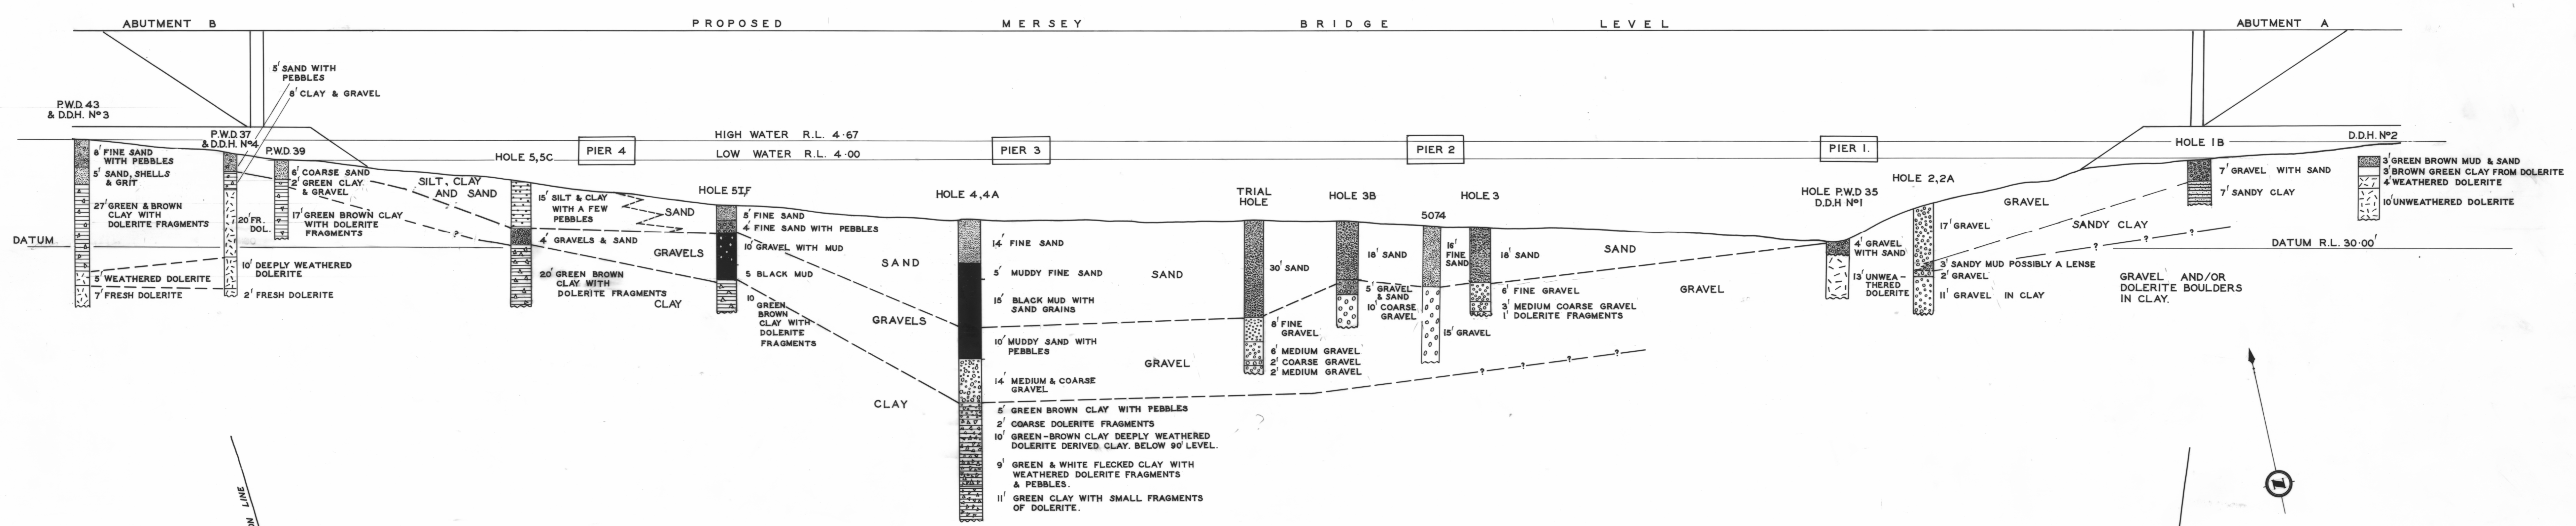 ABUTMENT B
PROPOSED MERSEY BRIDGE LEVEL
ABUTMENT A
5' SAND WITH
PEBBLES
8' CLAY & GRAVEL
P.W.D. 43
& D.D.H. Nº3
P.W.D. 37
& D.D.H. Nº4
P.W.D. 39
HIGH WATER R.L. 4·67
LOW WATER R.L. 4·00
PIER 4
PIER 3
PIER 2
PIER 1.
D.D.H. Nº2
HOLE 1B
HOLE 5,5C
HOLE 5I,F
HOLE 4,4A
TRIAL
HOLE
HOLE 3B
5074
HOLE 3
HOLE P.W.D 35
D.D.H Nº1
HOLE 2,2A
8' FINE SAND
WITH PEBBLES
5' SAND, SHELLS
& GRIT
27' GREEN & BROWN
CLAY WITH
DOLERITE FRAGMENTS
5' WEATHERED DOLERITE
7' FRESH DOLERITE
20' FR.
DOL.
10' DEEPLY WEATHERED
DOLERITE
2' FRESH DOLERITE
6' COARSE SAND
2' GREEN CLAY
& GRAVEL
17' GREEN BROWN CLAY
WITH DOLERITE
FRAGMENTS
SILT, CLAY
AND SAND
?
15' SILT & CLAY
WITH A FEW
PEBBLES
4' GRAVELS & SAND
20' GREEN BROWN
CLAY WITH
DOLERITE FRAGMENTS
SAND
GRAVELS
CLAY
5' FINE SAND
4' FINE SAND WITH PEBBLES
10' GRAVEL WITH MUD
5 BLACK MUD
10
GREEN
BROWN
CLAY WITH
DOLERITE
FRAGMENTS
SAND
GRAVELS
CLAY
14' FINE SAND
5' MUDDY FINE SAND
15' BLACK MUD WITH
SAND GRAINS
10' MUDDY SAND WITH
PEBBLES
14' MEDIUM & COARSE
GRAVEL
5' GREEN BROWN CLAY WITH PEBBLES
2' COARSE DOLERITE FRAGMENTS
10' GREEN-BROWN CLAY DEEPLY WEATHERED
DOLERITE DERIVED CLAY. BELOW 90' LEVEL.
9' GREEN & WHITE FLECKED CLAY WITH
WEATHERED DOLERITE FRAGMENTS
& PEBBLES.
11' GREEN CLAY WITH SMALL FRAGMENTS
OF DOLERITE.
SAND
GRAVEL
?
30' SAND
8' FINE
GRAVEL
6' MEDIUM GRAVEL
2' COARSE GRAVEL
2' MEDIUM GRAVEL
18' SAND
5' GRAVEL
& SAND
10' COARSE
GRAVEL
16'
FINE
SAND
15' GRAVEL
18' SAND
6' FINE GRAVEL
3' MEDIUM COARSE GRAVEL
1' DOLERITE FRAGMENTS
SAND
GRAVEL
? ? ? ?
4' GRAVEL
WITH SAND
13' UNWEA-
THERED
DOLERITE
17' GRAVEL
3' SANDY MUD POSSIBLY A LENSE
2' GRAVEL
11' GRAVEL IN CLAY
GRAVEL
SANDY CLAY
? ? ? ?
GRAVEL AND/OR
DOLERITE BOULDERS
IN CLAY.
7' GRAVEL WITH SAND
7' SANDY CLAY
3' GREEN BROWN MUD & SAND
3' BROWN GREEN CLAY FROM DOLERITE
4' WEATHERED DOLERITE
10' UNWEATHERED DOLERITE
DATUM
DATUM R.L. 30·00'
LINE